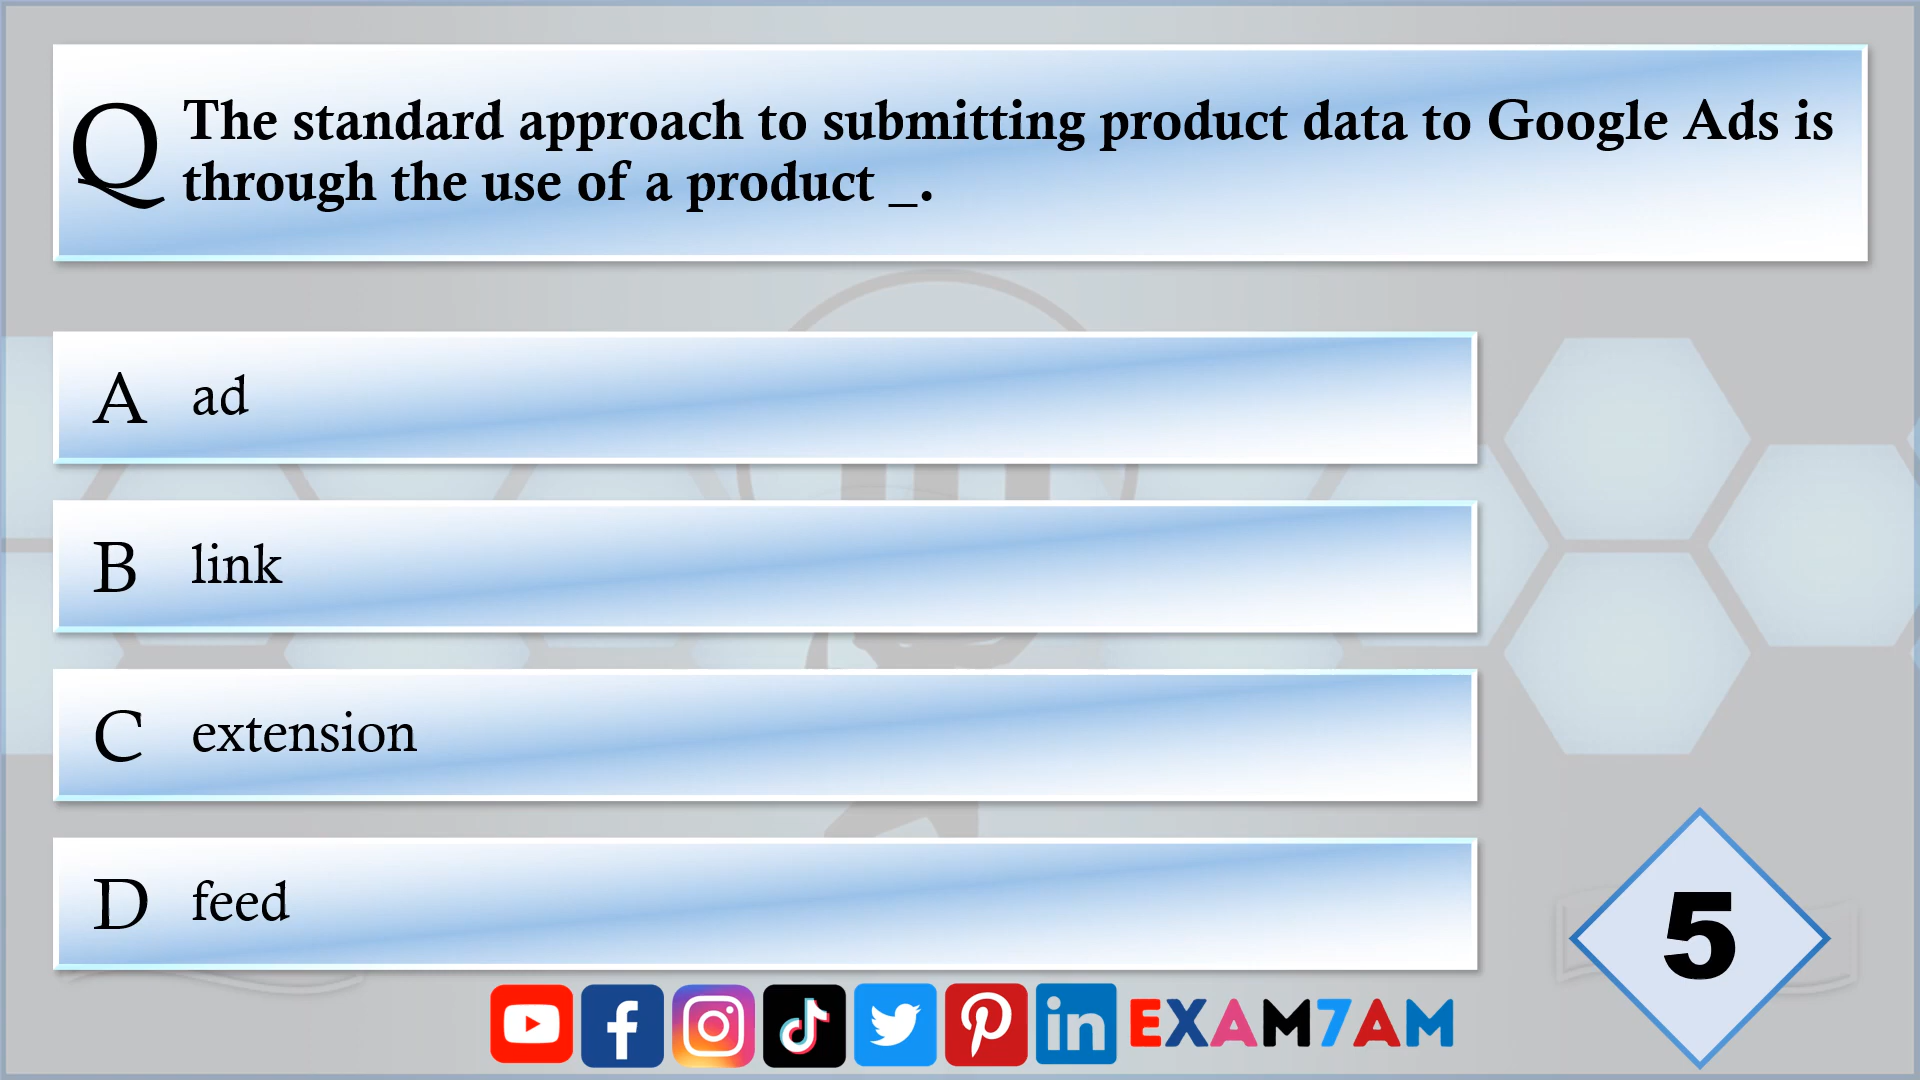 Q The standard approach to submitting product data to Google Ads is
through the use of a product _.
A ad
B link
C extension
D feed
5
EXAM7AM